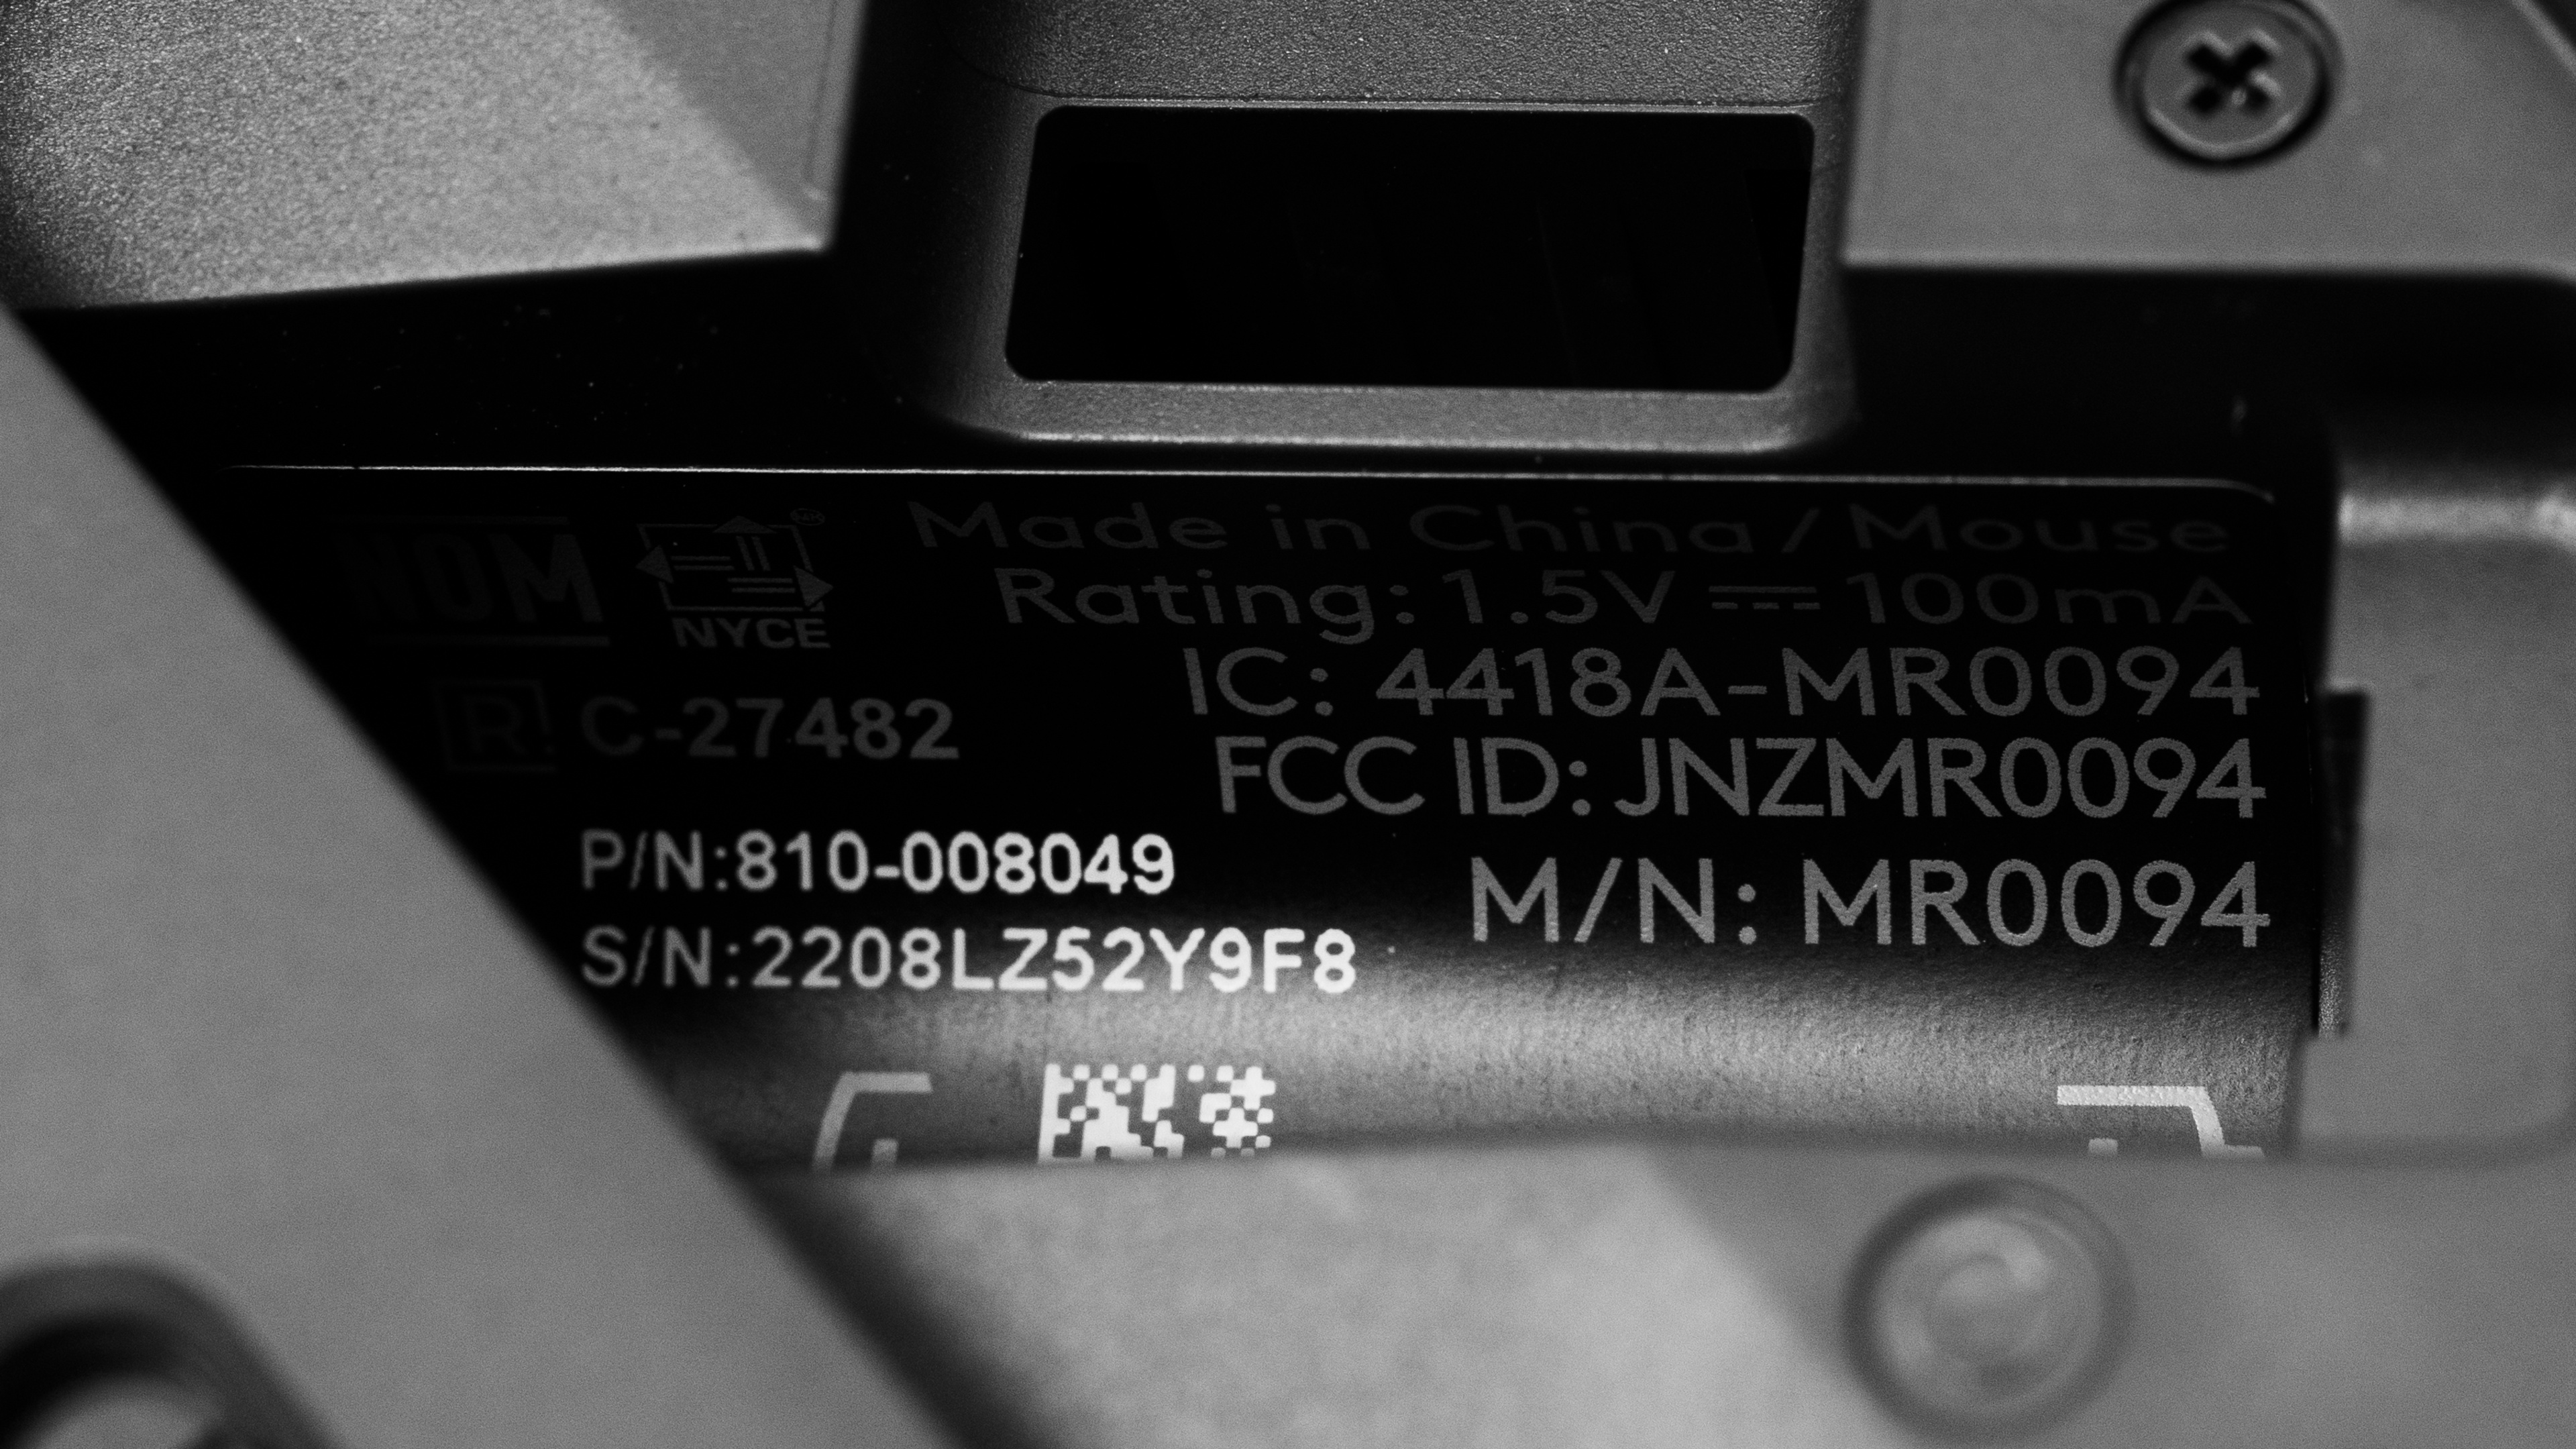 NOM
NYCE
MR
Made in China / Mouse
Rating: 1.5V ⎓ 100mA
IC: 4418A-MR0094
R C-27482
FCC ID: JNZMR0094
P/N:810-008049
M/N: MR0094
S/N:2208LZ52Y9F8